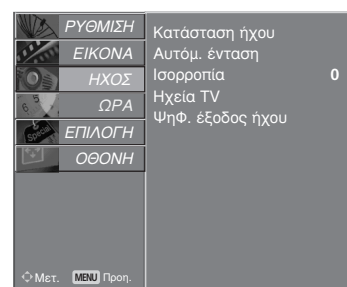 ΡΥΘΜΙΣΗ
ΕΙΚΟΝΑ
ΗΧΟΣ
ΩΡΑ
Special
ΕΠΙΛΟΓΗ
ΟΘΟΝΗ
Κατάσταση ήχου
Αυτόμ. ένταση
Ισορροπία 0
Ηχεία TV
ΨηΦ. έξοδος ήχου
Μετ. MENU Προη.